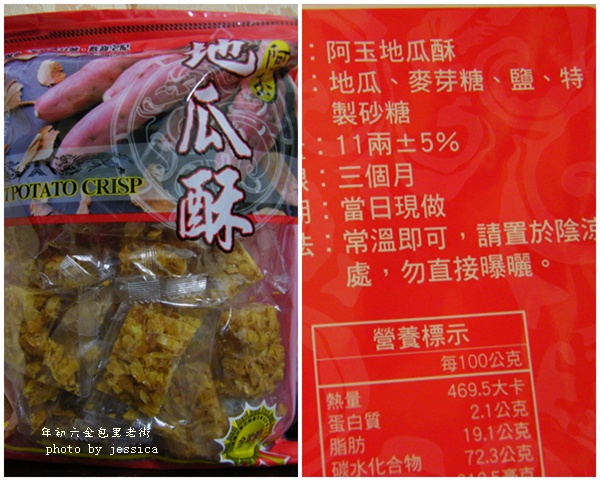 阿玉
地瓜酥
T POTATO CRISP
年初六金包里老街
photo by jessica
：阿玉地瓜酥
：地瓜、麥芽糖、鹽、特
製砂糖
：11兩±5%
：三個月
：當日現做
法：常溫即可，請置於陰涼
處，勿直接曝曬。
營養標示
每100公克
熱量 469.5大卡
蛋白質 2.1公克
脂肪 19.1公克
碳水化合物 72.3公克